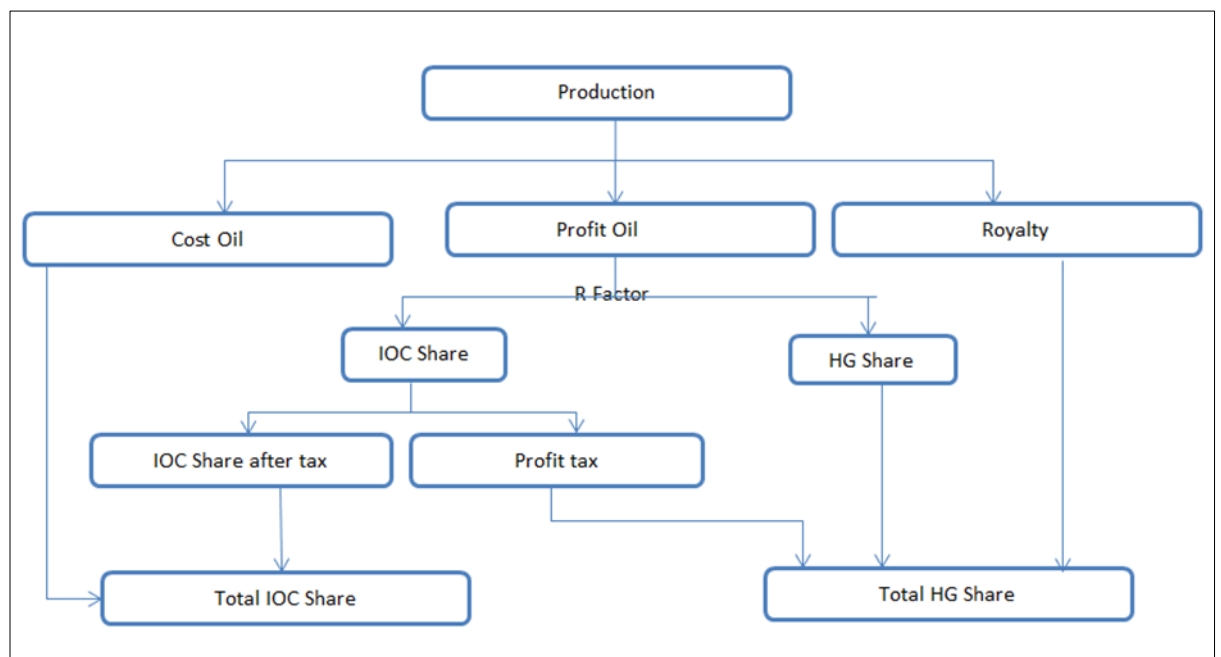 Production
Cost Oil
Profit Oil
Royalty
R Factor
IOC Share
HG Share
IOC Share after tax
Profit tax
Total IOC Share
Total HG Share